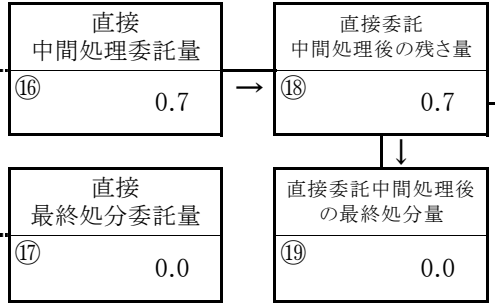 直接
中間処理委託量
⑯
0.7
→
直接委託
中間処理後の残さ量
⑱
0.7
↓
直接
最終処分委託量
⑰
0.0
直接委託中間処理後
の最終処分量
⑲
0.0